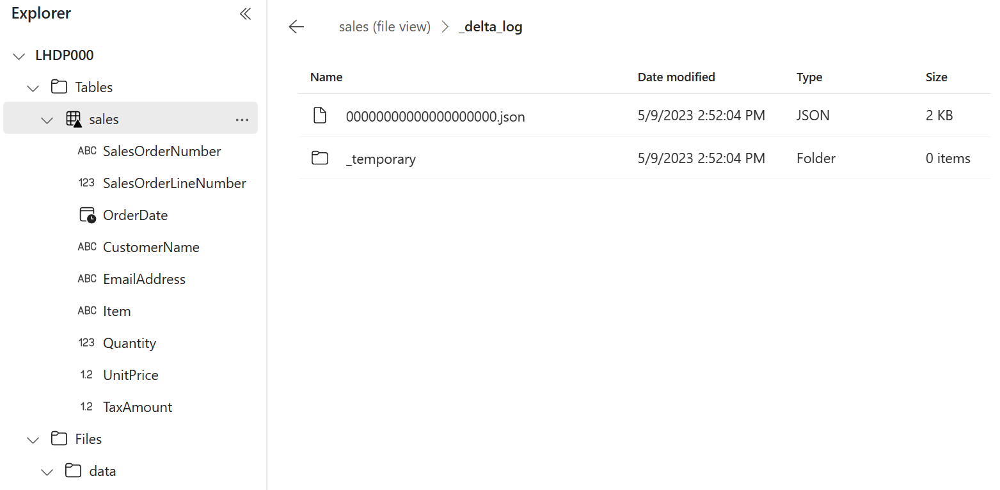 Explorer
LHDP000
Tables
sales
ABC SalesOrderNumber
123 SalesOrderLineNumber
OrderDate
ABC CustomerName
ABC EmailAddress
ABC Item
123 Quantity
1.2 UnitPrice
1.2 TaxAmount
Files
data
sales (file view) > _delta_log
Name Date modified Type Size
00000000000000000000.json 5/9/2023 2:52:04 PM JSON 2 KB
_temporary 5/9/2023 2:52:04 PM Folder 0 items